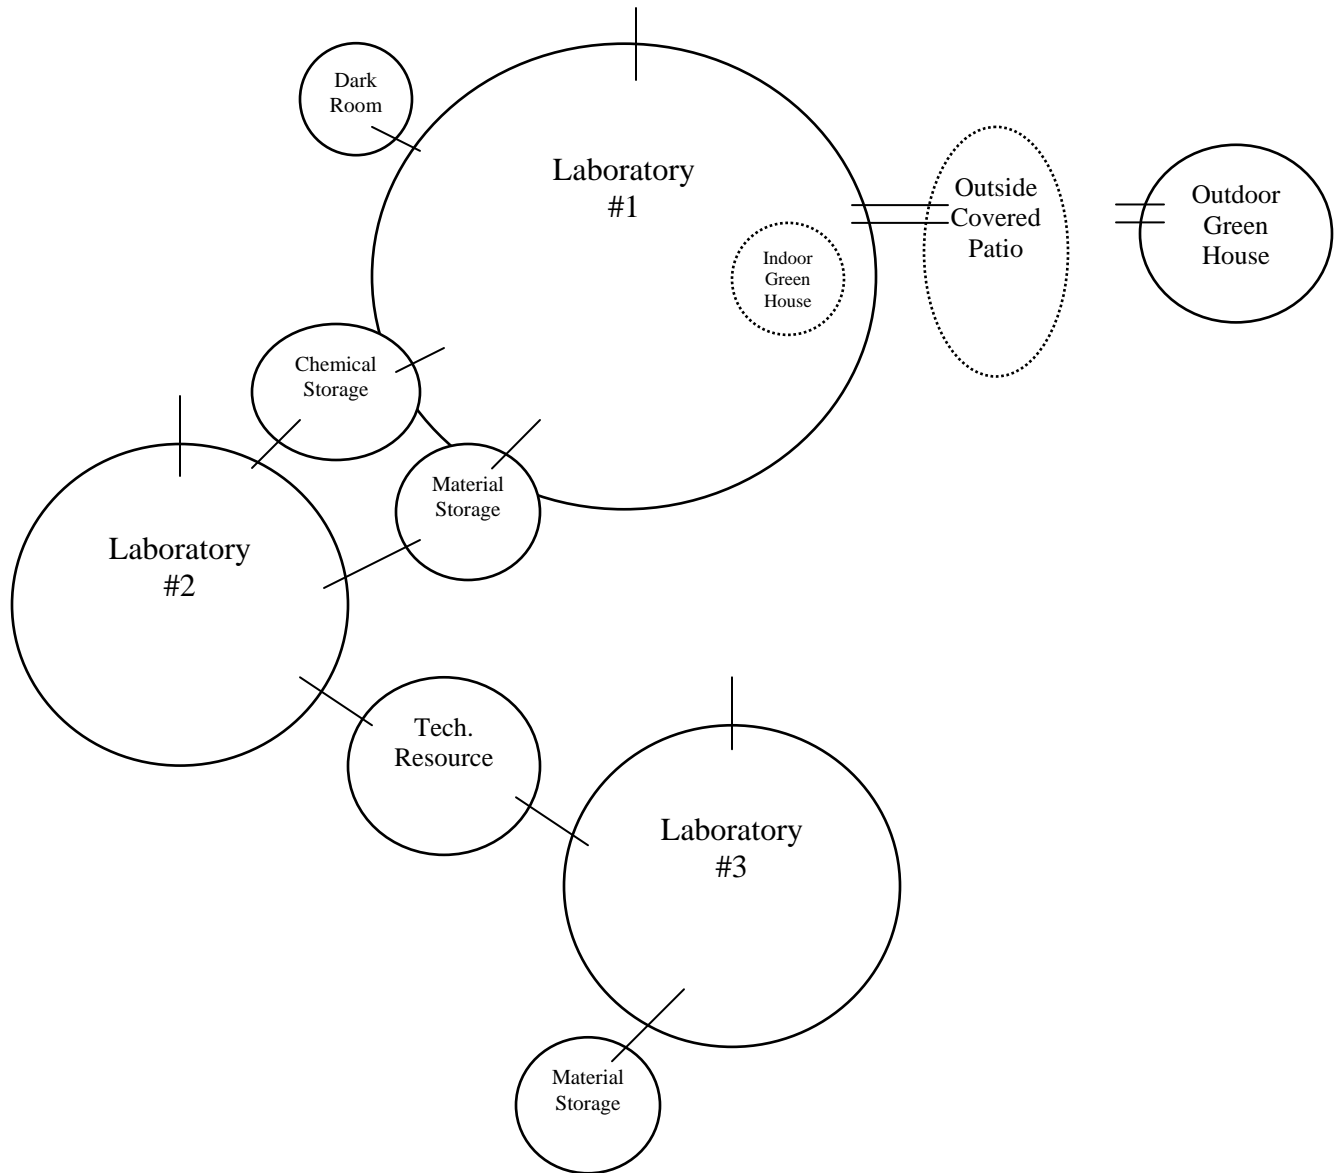 Dark
Room
Laboratory
#1
Outside
Covered
Patio
Outdoor
Green
House
Indoor
Green
House
Chemical
Storage
Material
Storage
Laboratory
#2
Tech.
Resource
Laboratory
#3
Material
Storage